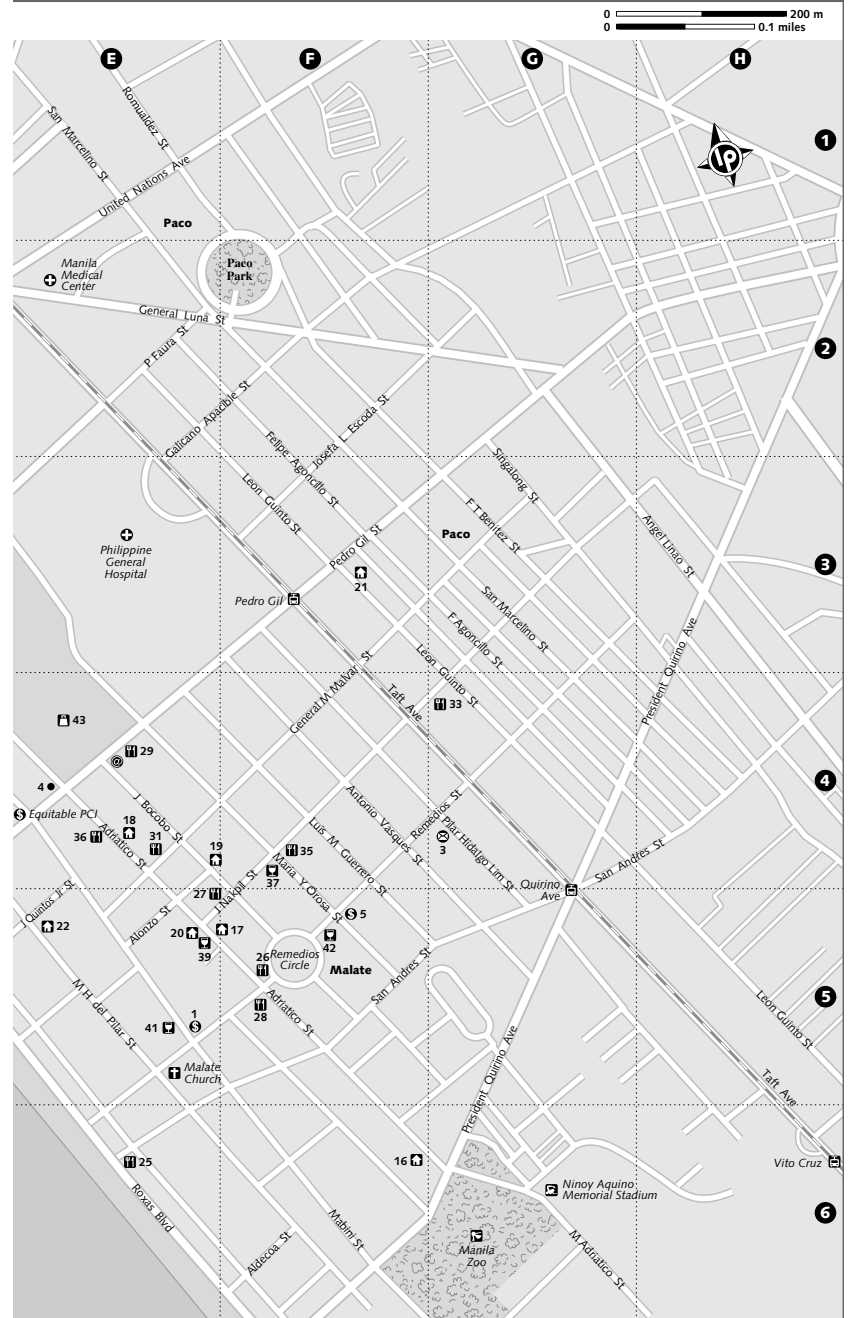 0 200 m
0 0.1 miles
E
F
G
H
1
2
3
4
5
6
lp
Romualdez St
San Marcelino St
United Nations Ave
Paco
Manila
Medical
Center
Paco
Park
General Luna St
P. Faura St
Galicano Apacible St
Felipe Agoncillo St
Josefa L Escoda St
Leon Guinto St
Singalong St
F T Benitez St
Paco
Angel Linao St
Philippine
General
Hospital
Pedro Gil St
21
Pedro Gil
San Marcelino St
F Agoncillo St
Leon Guinto St
General M Malvar St
Taft Ave
33
President Quirino Ave
43
29
@
4
$ Equitable PCI
J Bocobo St
18
36
Adriatico St
31
19
Antonio Vasques St
Remedios St
Luis M Guerrero St
Pilar Hidalgo Lim St
3
35
37
Maria Y Orosa St
San Andres St
Quirino
Ave
27
J Nakpil St
J Quintos Jr St
22
Alonzo St
20
17
39
$ 5
42
26
Remedios
Circle
Malate
San Andres St
28
Adriatico St
M H del Pilar St
41
1
$
Malate
Church
Leon Guinto St
Taft Ave
President Quirino Ave
Vito Cruz
25
16
Ninoy Aquino
Memorial Stadium
Roxas Blvd
Mabini St
Aldecoa St
Manila
Zoo
M Adriatico St